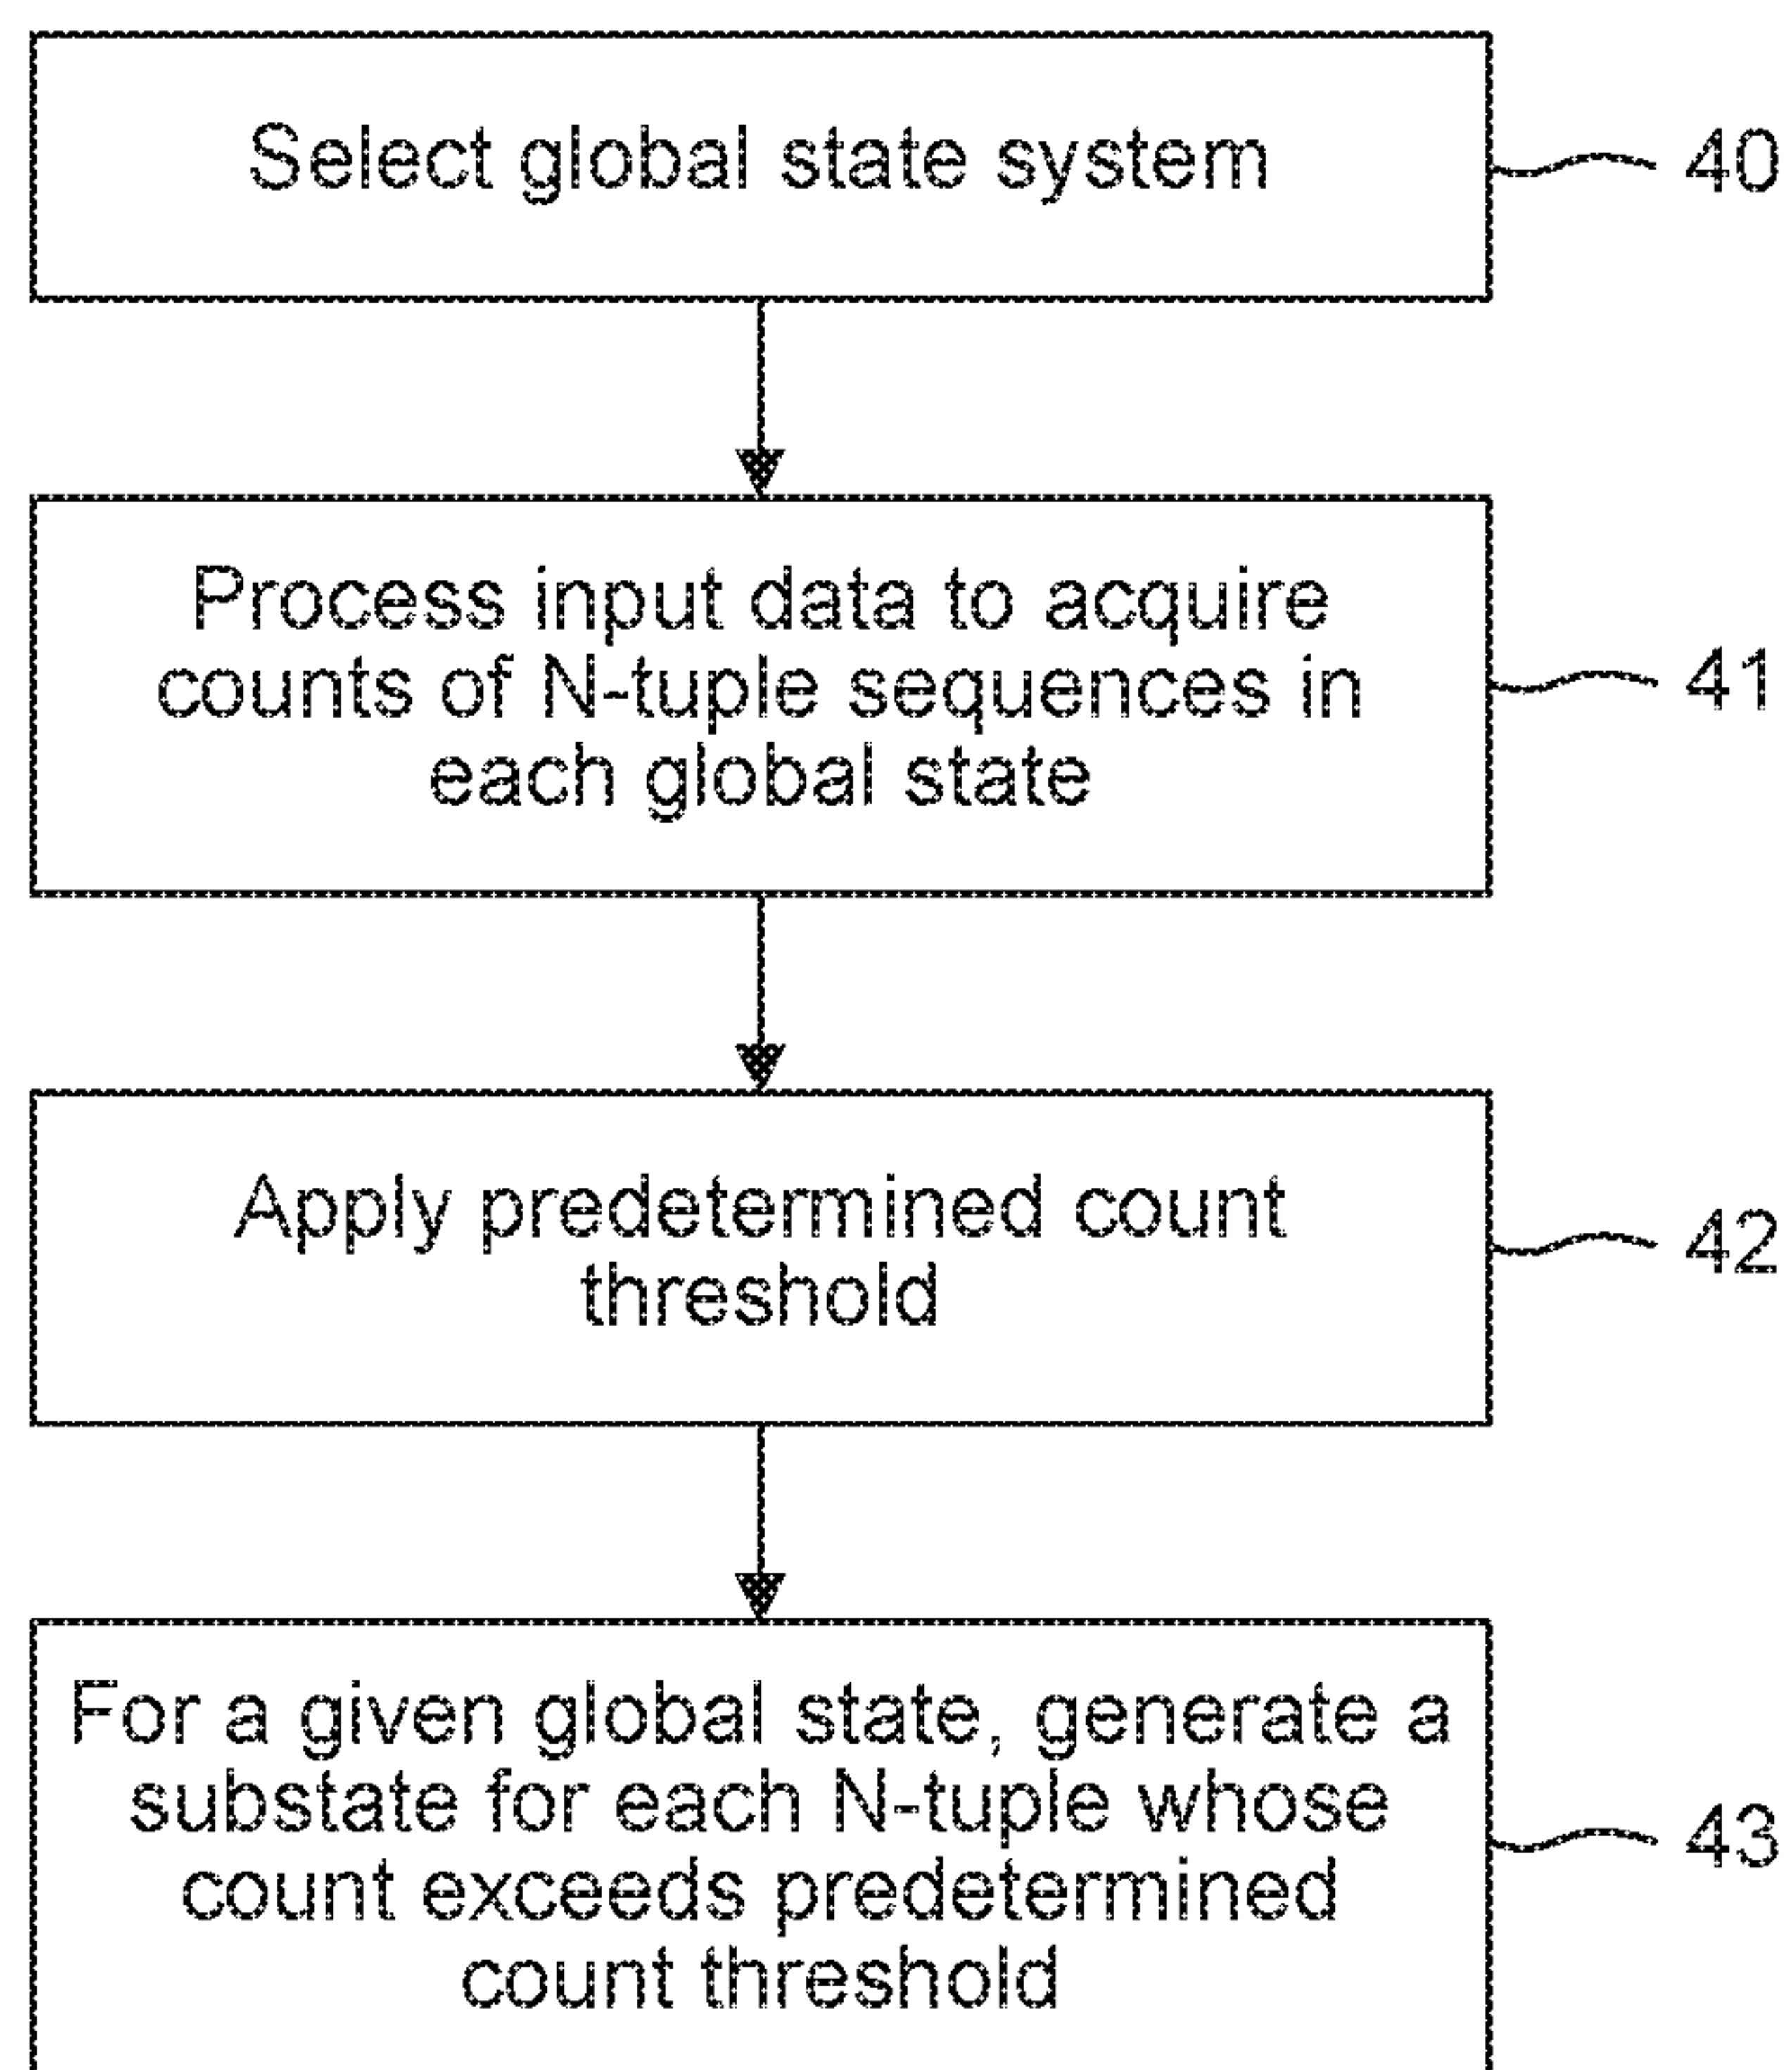 Select global state system
40
Process input data to acquire
counts of N-tuple sequences in
each global state
41
Apply predetermined count
threshold
42
For a given global state, generate a
substate for each N-tuple whose
count exceeds predetermined
count threshold
43